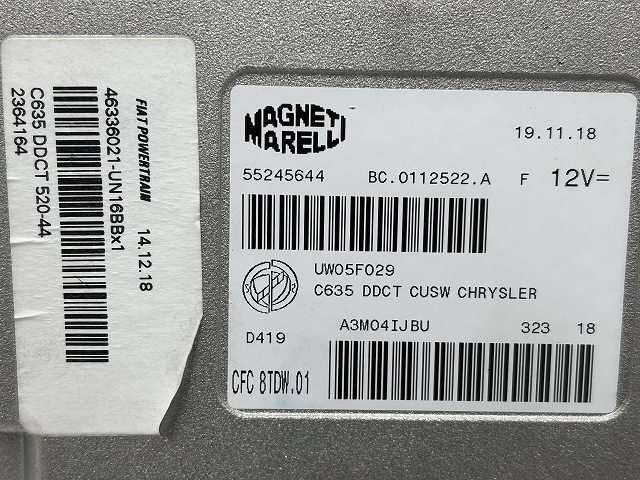 FIAT POWERTRAIN 14.12.18
46336021-UN16BBx1
C635 DDCT 520-44
2364164
MAGNETI
MARELLI
19.11.18
55245644 BC.0112522.A F 12V=
UW05F029
C635 DDCT CUSW CHRYSLER
D419 A3M04IJBU 323 18
CFC 8TDW.01